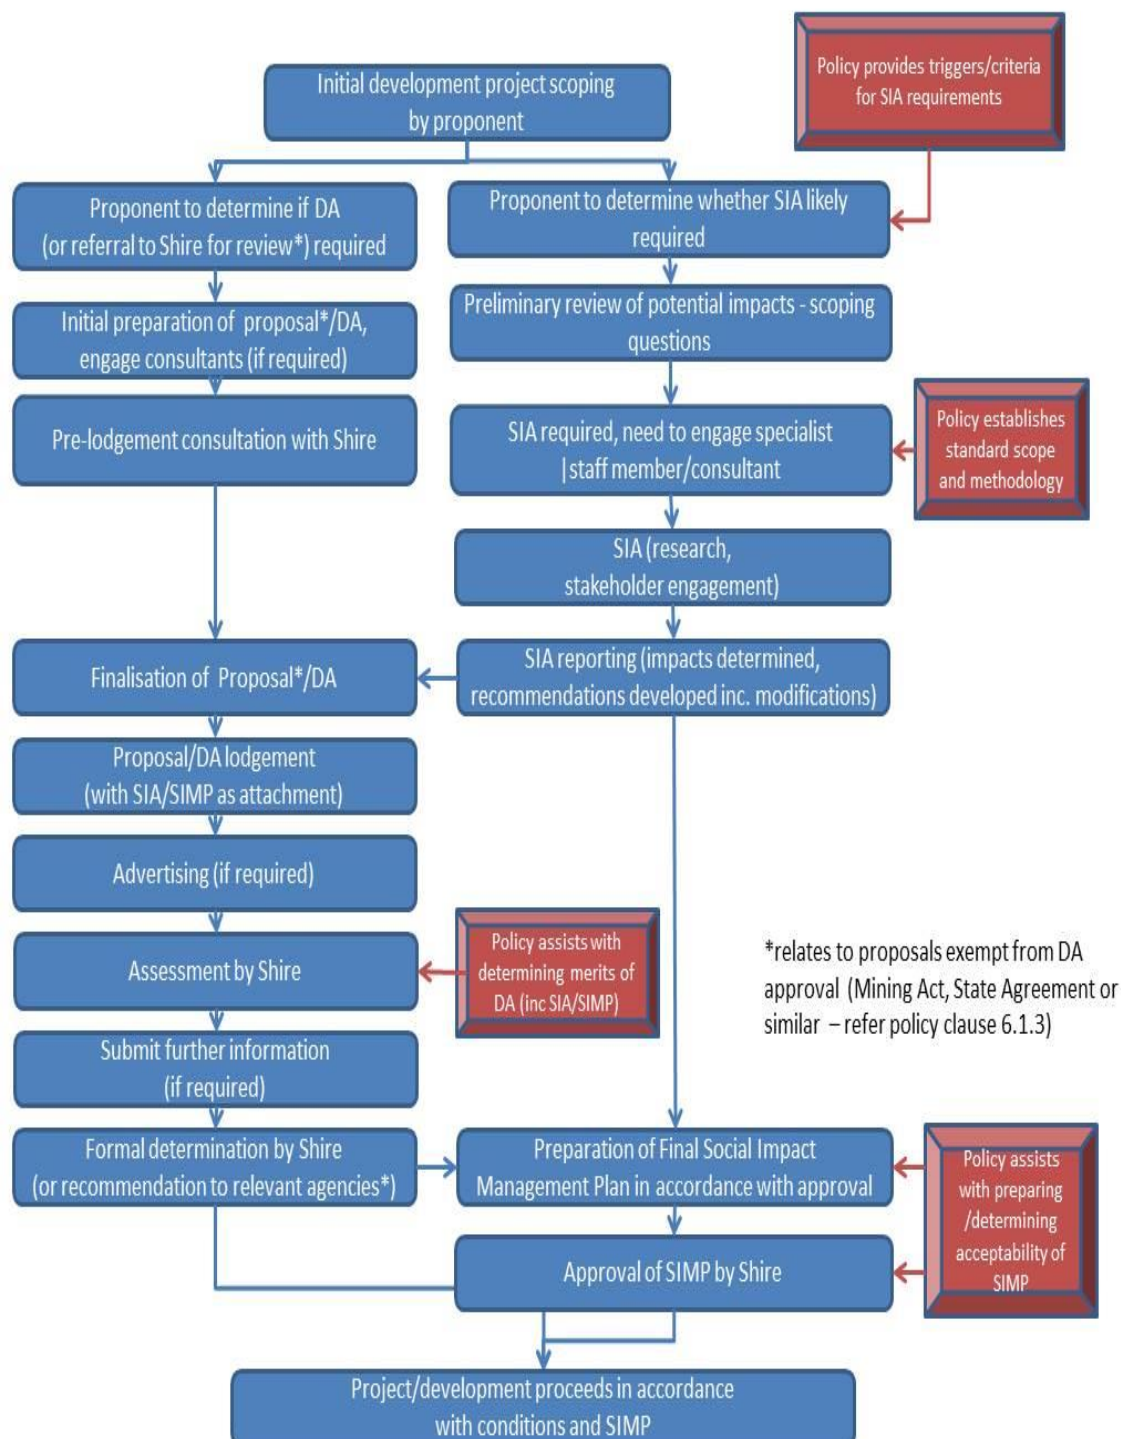 Initial development project scoping
by proponent
Policy provides triggers/criteria
for SIA requirements
Proponent to determine if DA
(or referral to Shire for review*) required
Proponent to determine whether SIA likely
required
Initial preparation of proposal*/DA,
engage consultants (if required)
Preliminary review of potential impacts - scoping
questions
Pre-lodgement consultation with Shire
SIA required, need to engage specialist
|staff member/consultant
Policy establishes
standard scope
and methodology
SIA (research,
stakeholder engagement)
Finalisation of Proposal*/DA
SIA reporting (impacts determined,
recommendations developed inc. modifications)
Proposal/DA lodgement
(with SIA/SIMP as attachment)
Advertising (if required)
Assessment by Shire
Policy assists with
determining merits of
DA (inc SIA/SIMP)
*relates to proposals exempt from DA
approval (Mining Act, State Agreement or
similar – refer policy clause 6.1.3)
Submit further information
(if required)
Formal determination by Shire
(or recommendation to relevant agencies*)
Preparation of Final Social Impact
Management Plan in accordance with approval
Policy assists
with preparing
/determining
acceptability of
SIMP
Approval of SIMP by Shire
Project/development proceeds in accordance
with conditions and SIMP